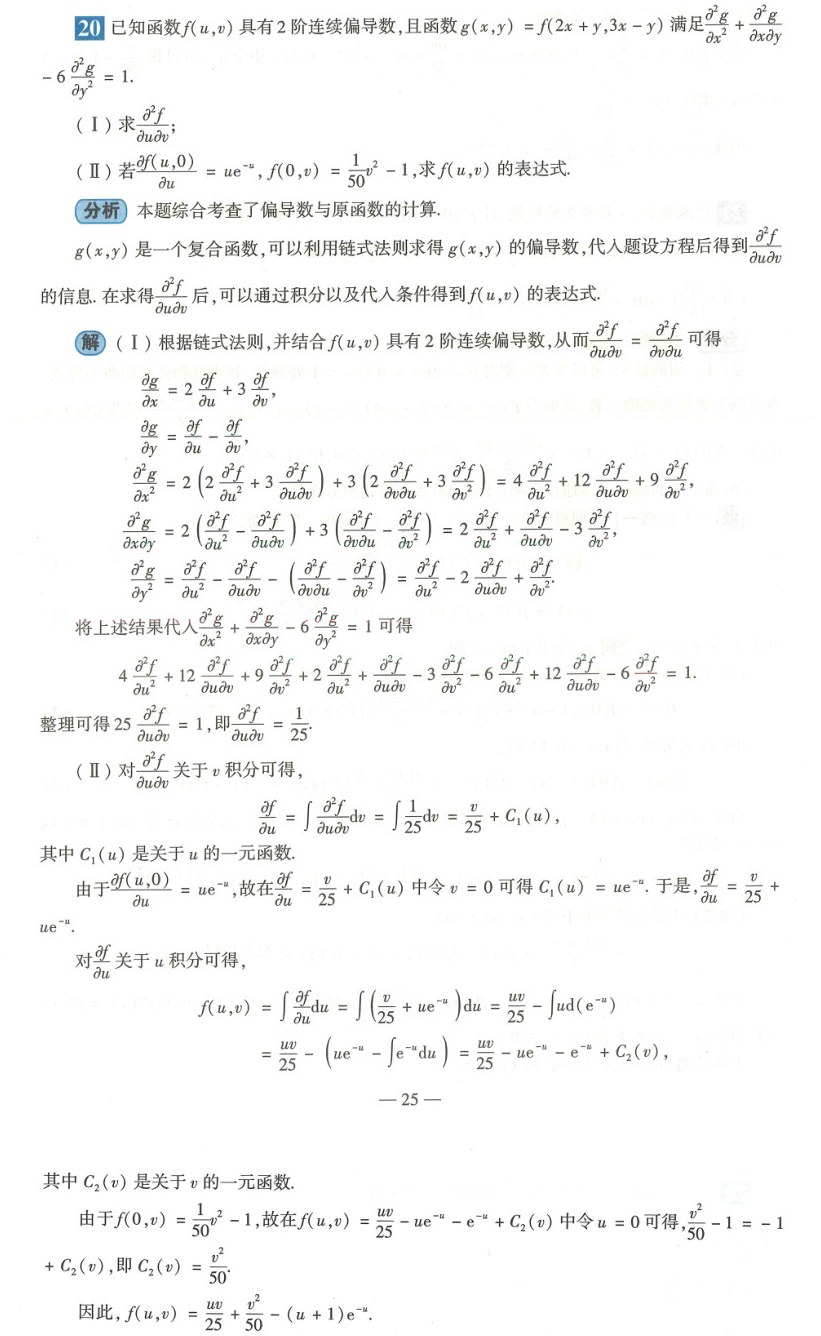 20 已知函数f(u,v)具有2阶连续偏导数,且函数g(x,y) = f(2x + y,3x - y)满足∂²g/∂x² + ∂²g/∂x∂y
- 6 ∂²g/∂y² = 1.
(Ⅰ)求∂²f/∂u∂v;
(Ⅱ)若∂f(u,0)/∂u = ue⁻ᵘ, f(0,v) = 1/50 v² - 1,求f(u,v)的表达式.
分析 本题综合考查了偏导数与原函数的计算.
g(x,y)是一个复合函数,可以利用链式法则求得g(x,y)的偏导数,代入题设方程后得到∂²f/∂u∂v
的信息. 在求得∂²f/∂u∂v后,可以通过积分以及代入条件得到f(u,v)的表达式.
解 (Ⅰ)根据链式法则,并结合f(u,v)具有2阶连续偏导数,从而∂²f/∂u∂v = ∂²f/∂v∂u可得
∂g/∂x = 2 ∂f/∂u + 3 ∂f/∂v,
∂g/∂y = ∂f/∂u - ∂f/∂v,
∂²g/∂x² = 2(2 ∂²f/∂u² + 3 ∂²f/∂u∂v) + 3(2 ∂²f/∂v∂u + 3 ∂²f/∂v²) = 4 ∂²f/∂u² + 12 ∂²f/∂u∂v + 9 ∂²f/∂v²,
∂²g/∂x∂y = 2(∂²f/∂u² - ∂²f/∂u∂v) + 3(∂²f/∂v∂u - ∂²f/∂v²) = 2 ∂²f/∂u² + ∂²f/∂u∂v - 3 ∂²f/∂v²,
∂²g/∂y² = ∂²f/∂u² - ∂²f/∂u∂v - (∂²f/∂v∂u - ∂²f/∂v²) = ∂²f/∂u² - 2 ∂²f/∂u∂v + ∂²f/∂v².
将上述结果代入∂²g/∂x² + ∂²g/∂x∂y - 6 ∂²g/∂y² = 1可得
4 ∂²f/∂u² + 12 ∂²f/∂u∂v + 9 ∂²f/∂v² + 2 ∂²f/∂u² + ∂²f/∂u∂v - 3 ∂²f/∂v² - 6 ∂²f/∂u² + 12 ∂²f/∂u∂v - 6 ∂²f/∂v² = 1.
整理可得25 ∂²f/∂u∂v = 1,即∂²f/∂u∂v = 1/25.
(Ⅱ)对∂²f/∂u∂v关于v积分可得,
∂f/∂u = ∫ ∂²f/∂u∂v dv = ∫ 1/25 dv = v/25 + C₁(u),
其中C₁(u)是关于u的一元函数.
由于∂f(u,0)/∂u = ue⁻ᵘ,故在∂f/∂u = v/25 + C₁(u)中令v = 0可得C₁(u) = ue⁻ᵘ. 于是,∂f/∂u = v/25 +
ue⁻ᵘ.
对∂f/∂u关于u积分可得,
f(u,v) = ∫ ∂f/∂u du = ∫(v/25 + ue⁻ᵘ)du = uv/25 - ∫ud(e⁻ᵘ)
= uv/25 - (ue⁻ᵘ - ∫e⁻ᵘdu) = uv/25 - ue⁻ᵘ - e⁻ᵘ + C₂(v),
— 25 —
其中C₂(v)是关于v的一元函数.
由于f(0,v) = 1/50 v² - 1,故在f(u,v) = uv/25 - ue⁻ᵘ - e⁻ᵘ + C₂(v)中令u = 0可得,v²/50 - 1 = - 1
+ C₂(v),即C₂(v) = v²/50.
因此, f(u,v) = uv/25 + v²/50 - (u + 1)e⁻ᵘ.